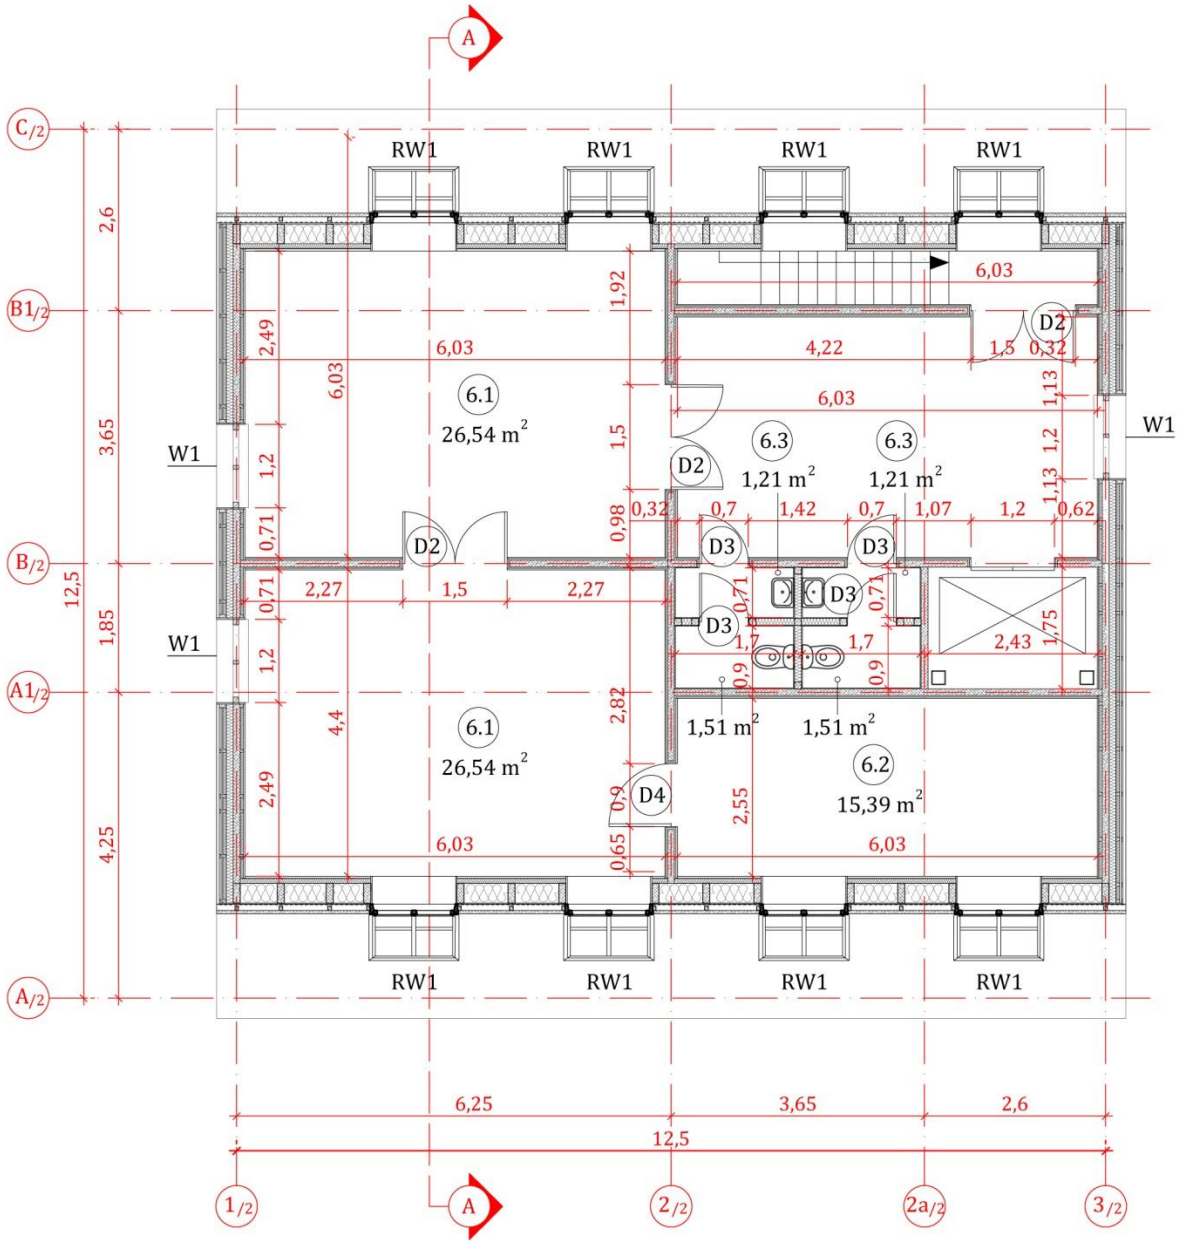 A
C/2
RW1 RW1 RW1 RW1
2,6
6,03
1,92
B1/2
D2
2,49
6,03
6,03
4,22
1,5
0,32
1,13
6.1
26,54 m²
6,03
3,65
1,5
6.3
6.3
1,2
W1
W1
1,2
D2
1,21 m²
1,21 m²
1,13
0,71
0,98
0,32
0,7
1,42
0,7
1,07
1,2
0,62
D2
D3
D3
B/2
12,5
0,71
2,27
1,5
2,27
0,71
D3
0,71
1,85
D3
1,75
W1
1,2
1,7
1,7
2,43
0,9
0,9
A1/2
2,82
4,4
6.1
26,54 m²
1,51 m²
1,51 m²
6.2
15,39 m²
2,49
D4
0,9
2,55
4,25
6,03
0,65
6,03
RW1 RW1 RW1 RW1
A/2
6,25
3,65
2,6
12,5
1/2
A
2/2
2a/2
3/2